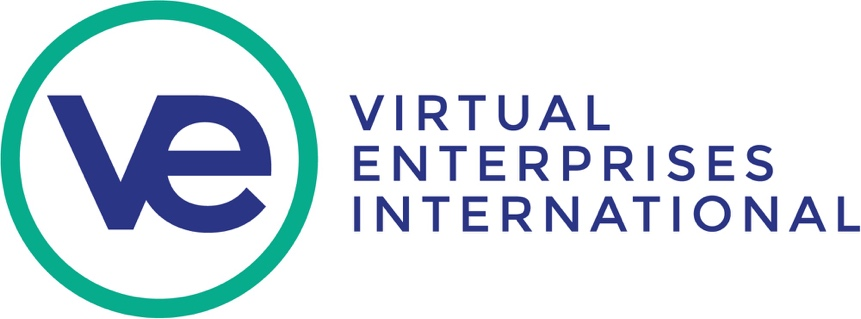 ve
VIRTUAL
ENTERPRISES
INTERNATIONAL